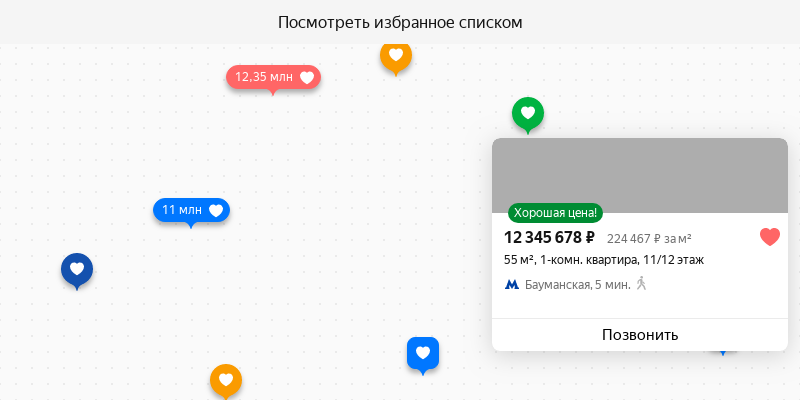 Посмотреть избранное списком
12,35 млн
11 млн
Хорошая цена!
12 345 678 ₽ 224 467 ₽ за м²
55 м², 1-комн. квартира, 11/12 этаж
Бауманская, 5 мин.
Позвонить